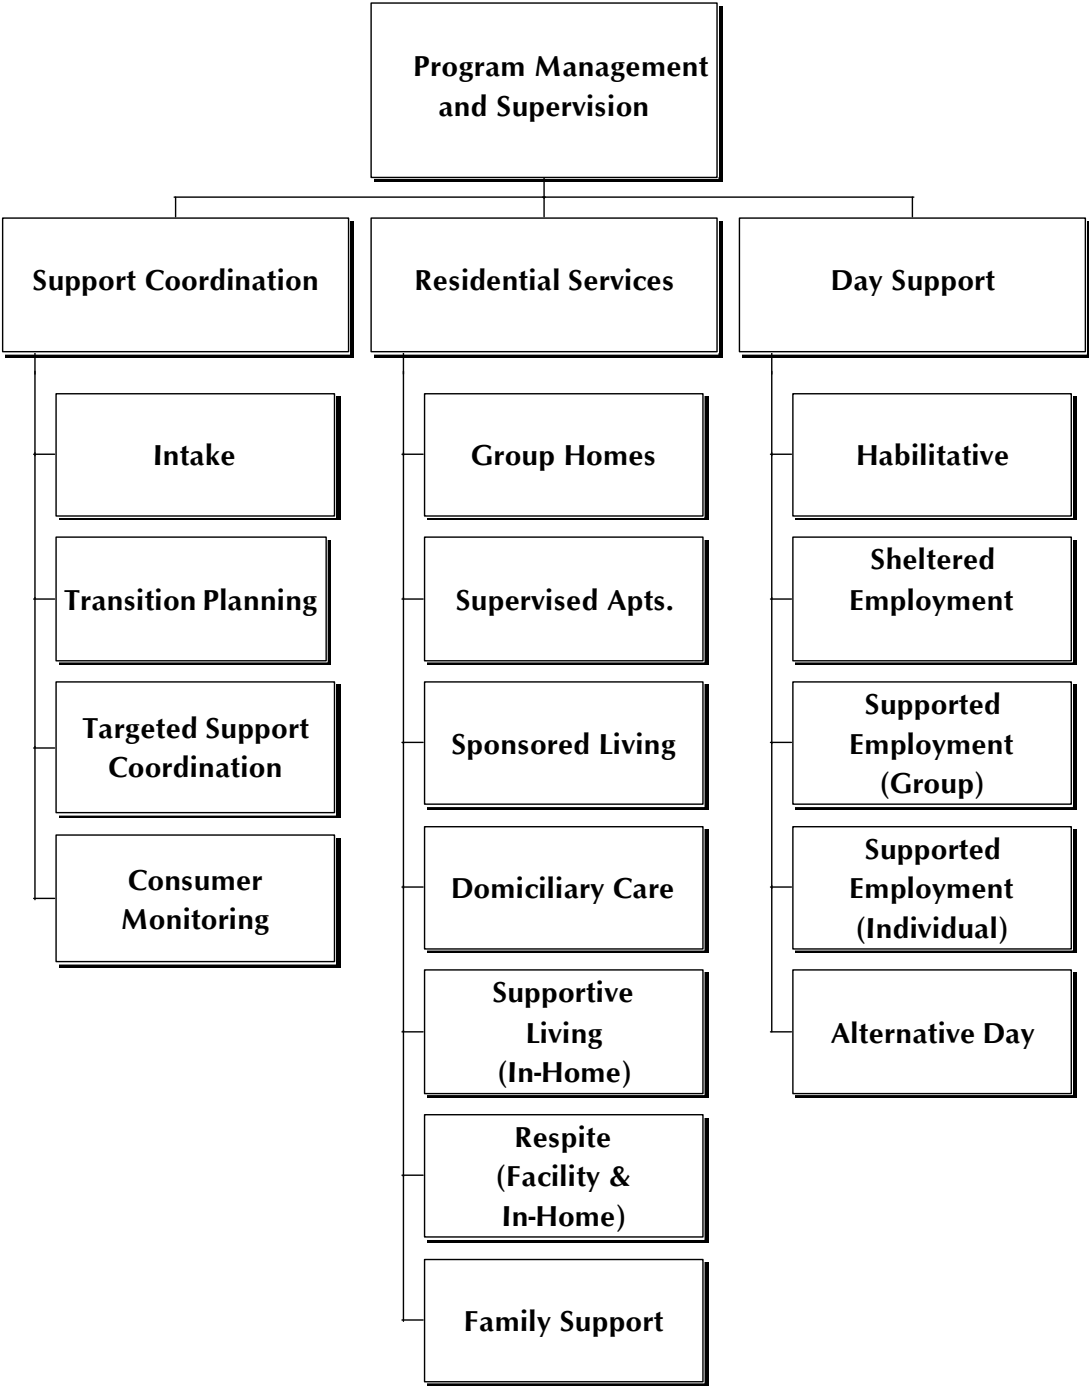 Program Management
and Supervision
Support Coordination
Residential Services
Day Support
Intake
Transition Planning
Targeted Support
Coordination
Consumer
Monitoring
Group Homes
Supervised Apts.
Sponsored Living
Domiciliary Care
Supportive
Living
(In-Home)
Respite
(Facility &
In-Home)
Family Support
Habilitative
Sheltered
Employment
Supported
Employment
(Group)
Supported
Employment
(Individual)
Alternative Day